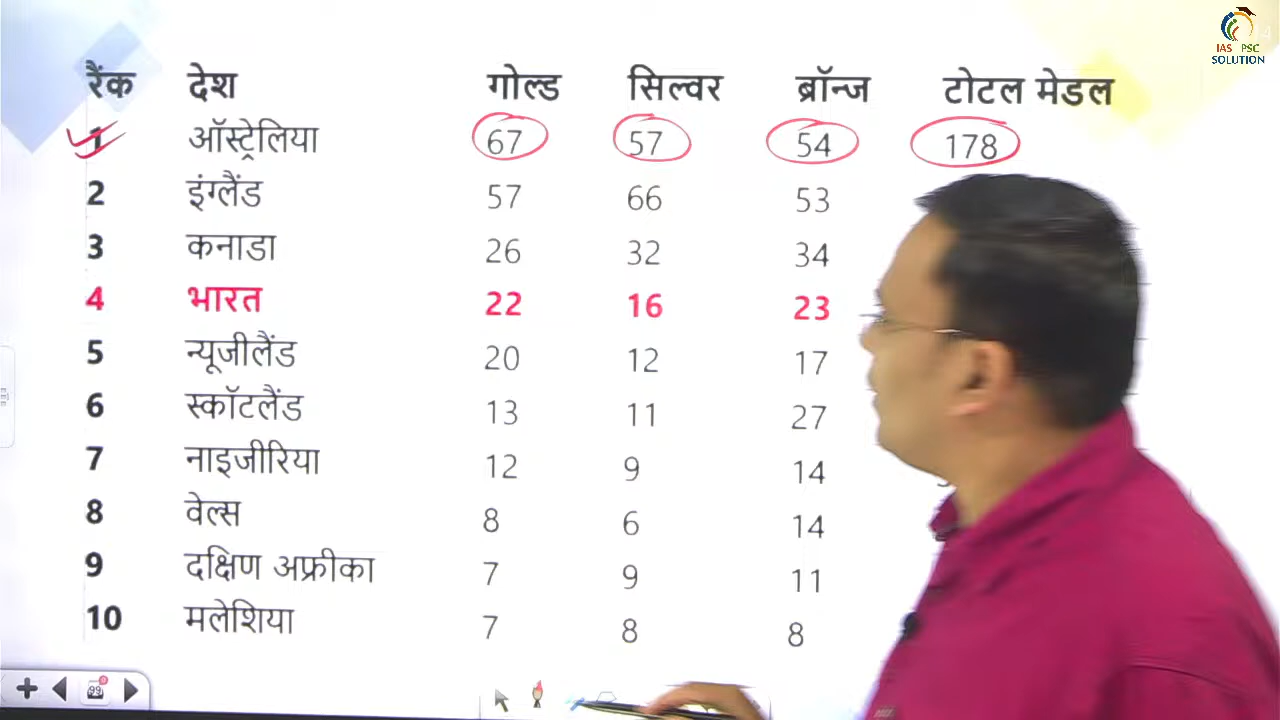 IAS PSC
SOLUTION
रैंक देश गोल्ड सिल्वर ब्रॉन्ज टोटल मेडल
1 ऑस्ट्रेलिया 67 57 54 178
2 इंग्लैंड 57 66 53
3 कनाडा 26 32 34
4 भारत 22 16 23
5 न्यूजीलैंड 20 12 17
6 स्कॉटलैंड 13 11 27
7 नाइजीरिया 12 9 14
8 वेल्स 8 6 14
9 दक्षिण अफ्रीका 7 9 11
10 मलेशिया 7 8 8
99